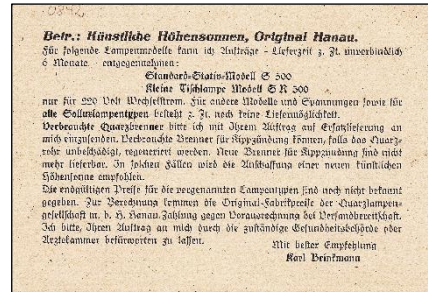 0842
Betr.: Künstliche Höhensonnen, Original Hanau.
Für folgende Lampenmodelle kann ich Aufträge - Lieferzeit z. Zt. unverbindlich
6 Monate - entgegennehmen:
Standard-Stativ-Modell S 500
Kleine Tischlampe Modell S R 300
nur für 220 Volt Wechselstrom. Für andere Modelle und Spannungen sowie für
alle Solluxlampentypen besteht z. Zt. noch keine Liefermöglichkeit.
Verbrauchte Quarzbrenner bitte ich mit Ihrem Auftrag auf Ersatzlieferung an
mich einzusenden. Verbrauchte Brenner für Kippzündung können, falls das Quarz-
rohr unbeschädigt, regeneriert werden. Neue Brenner für Kippzündung sind nicht
mehr lieferbar. In solchen Fällen wird die Anschaffung einer neuen künstlichen
Höhensonne empfohlen.
Die endgültigen Preise für die vorgenannten Lampentypen sind noch nicht bekannt
gegeben. Zur Berechnung kommen die Original-Fabrikpreise der Quarzlampen-
gesellschaft m. b. H. Hanau. Zahlung gegen Vorausrechnung bei Versandbereitschaft.
Ich bitte, Ihren Auftrag an mich durch die zuständige Gesundheitsbehörde oder
Ärztekammer befürworten zu lassen.
Mit bester Empfehlung
Karl Brinkmann